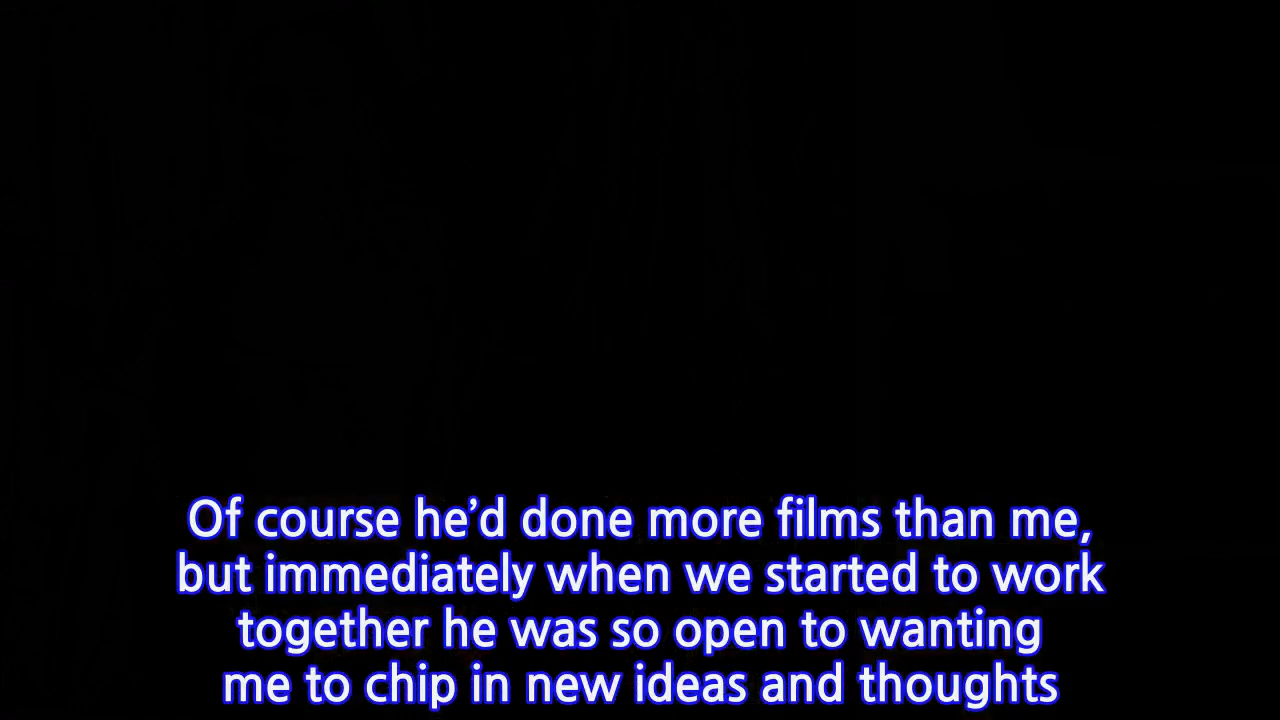 Of course he’d done more films than me,
but immediately when we started to work
together he was so open to wanting
me to chip in new ideas and thoughts